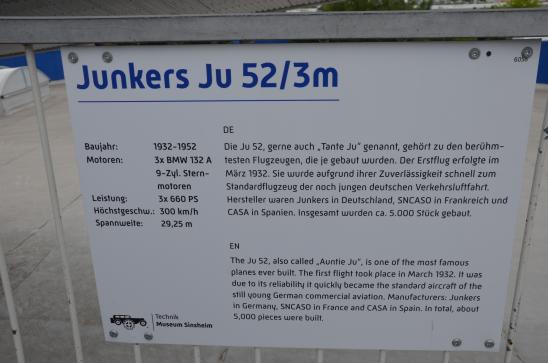 6056
Junkers Ju 52/3m
Baujahr: 1932-1952
Motoren: 3x BMW 132 A
9-Zyl. Stern-
motoren
Leistung: 3x 660 PS
Höchstgeschw.: 300 km/h
Spannweite: 29,25 m
DE
Die Ju 52, gerne auch „Tante Ju" genannt, gehört zu den berühm-
testen Flugzeugen, die je gebaut wurden. Der Erstflug erfolgte im
März 1932. Sie wurde aufgrund ihrer Zuverlässigkeit schnell zum
Standardflugzeug der noch jungen deutschen Verkehrsluftfahrt.
Hersteller waren Junkers in Deutschland, SNCASO in Frankreich und
CASA in Spanien. Insgesamt wurden ca. 5.000 Stück gebaut.
EN
The Ju 52, also called „Auntie Ju", is one of the most famous
planes ever built. The first flight took place in March 1932. It was
due to its reliability it quickly became the standard aircraft of the
still young German commercial aviation. Manufacturers: Junkers
in Germany, SNCASO in France and CASA in Spain. In total, about
5,000 pieces were built.
Technik
Museum Sinsheim